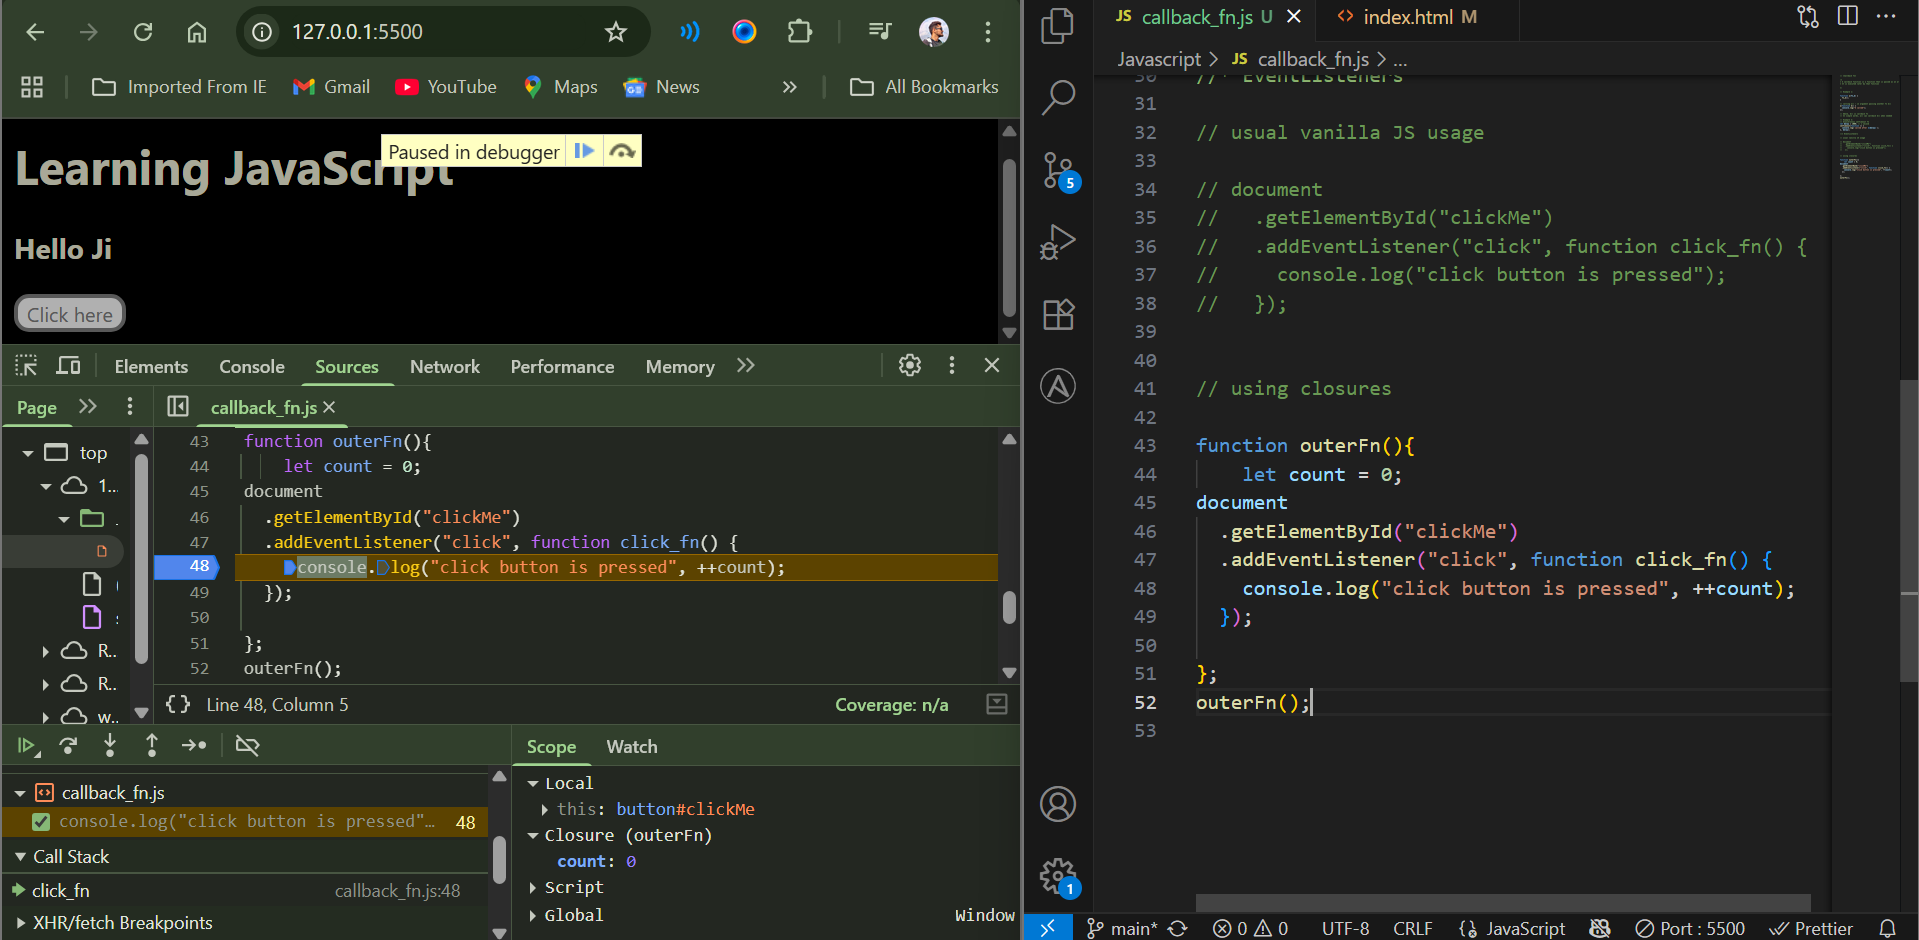 127.0.0.1:5500
Imported From IE
Gmail
YouTube
Maps
News
All Bookmarks
Paused in debugger
Learning JavaScript
Hello Ji
Click here
Elements
Console
Sources
Network
Performance
Memory
Page
callback_fn.js
top
1...
R..
R..
w...
43 function outerFn(){
44 let count = 0;
45 document
46 .getElementById("clickMe")
47 .addEventListener("click", function click_fn() {
48 console.log("click button is pressed", ++count);
49 });
50
51 };
52 outerFn();
{} Line 48, Column 5
Coverage: n/a
callback_fn.js
console.log("click button is pressed"... 48
Call Stack
click_fn callback_fn.js:48
XHR/fetch Breakpoints
Scope
Watch
Local
this: button#clickMe
Closure (outerFn)
count: 0
Script
Global Window
JS callback_fn.js U
<> index.html M
Javascript > JS callback_fn.js > ...
30 //* EventListeners
31
32 // usual vanilla JS usage
33
34 // document
35 // .getElementById("clickMe")
36 // .addEventListener("click", function click_fn() {
37 // console.log("click button is pressed");
38 // });
39
40
41 // using closures
42
43 function outerFn(){
44 let count = 0;
45 document
46 .getElementById("clickMe")
47 .addEventListener("click", function click_fn() {
48 console.log("click button is pressed", ++count);
49 });
50
51 };
52 outerFn();
53
5
1
main*
0
0
UTF-8
CRLF
JavaScript
Port : 5500
Prettier